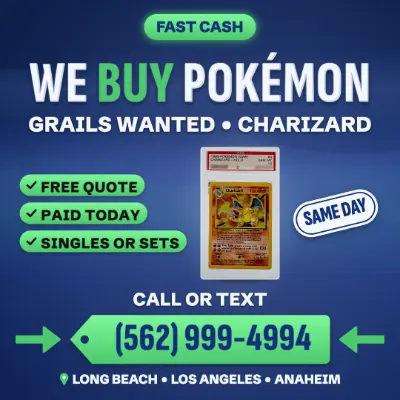 FAST CASH
WE BUY POKÉMON
GRAILS WANTED • CHARIZARD
FREE QUOTE
PAID TODAY
SINGLES OR SETS
SAME DAY
Charizard
CALL OR TEXT
(562) 999-4994
LONG BEACH • LOS ANGELES • ANAHEIM